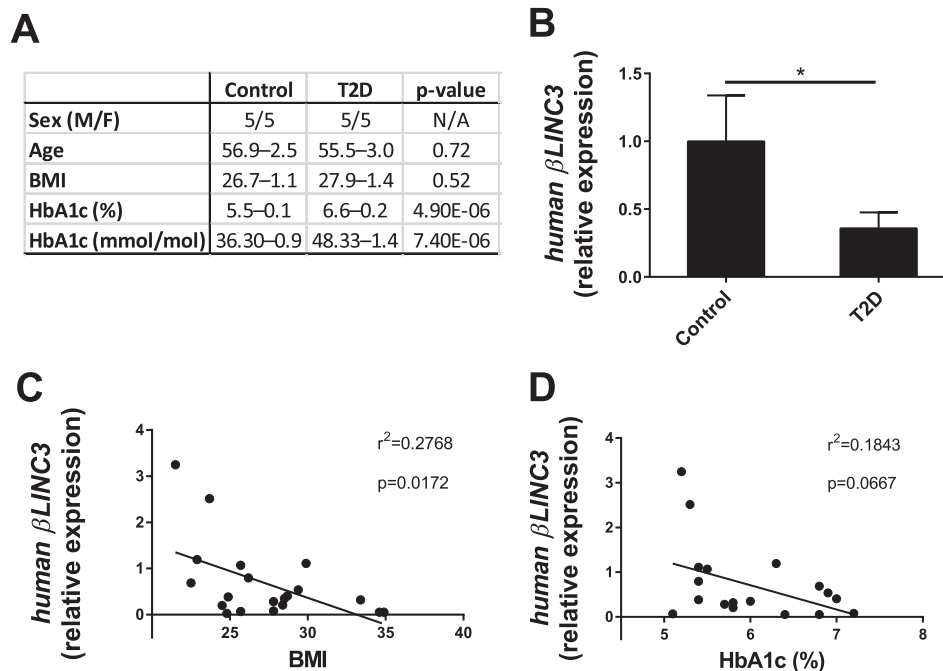 A
Control T2D p-value
Sex (M/F) 5/5 5/5 N/A
Age 56.9–2.5 55.5–3.0 0.72
BMI 26.7–1.1 27.9–1.4 0.52
HbA1c (%) 5.5–0.1 6.6–0.2 4.90E-06
HbA1c (mmol/mol) 36.30–0.9 48.33–1.4 7.40E-06
B
human βLINC3
(relative expression)
1.5
1.0
0.5
0.0
*
Control
T2D
C
human βLINC3
(relative expression)
4
3
2
1
0
r²=0.2768
p=0.0172
25 30 35 40
BMI
D
human βLINC3
(relative expression)
4
3
2
1
0
r²=0.1843
p=0.0667
5 6 7 8
HbA1c (%)